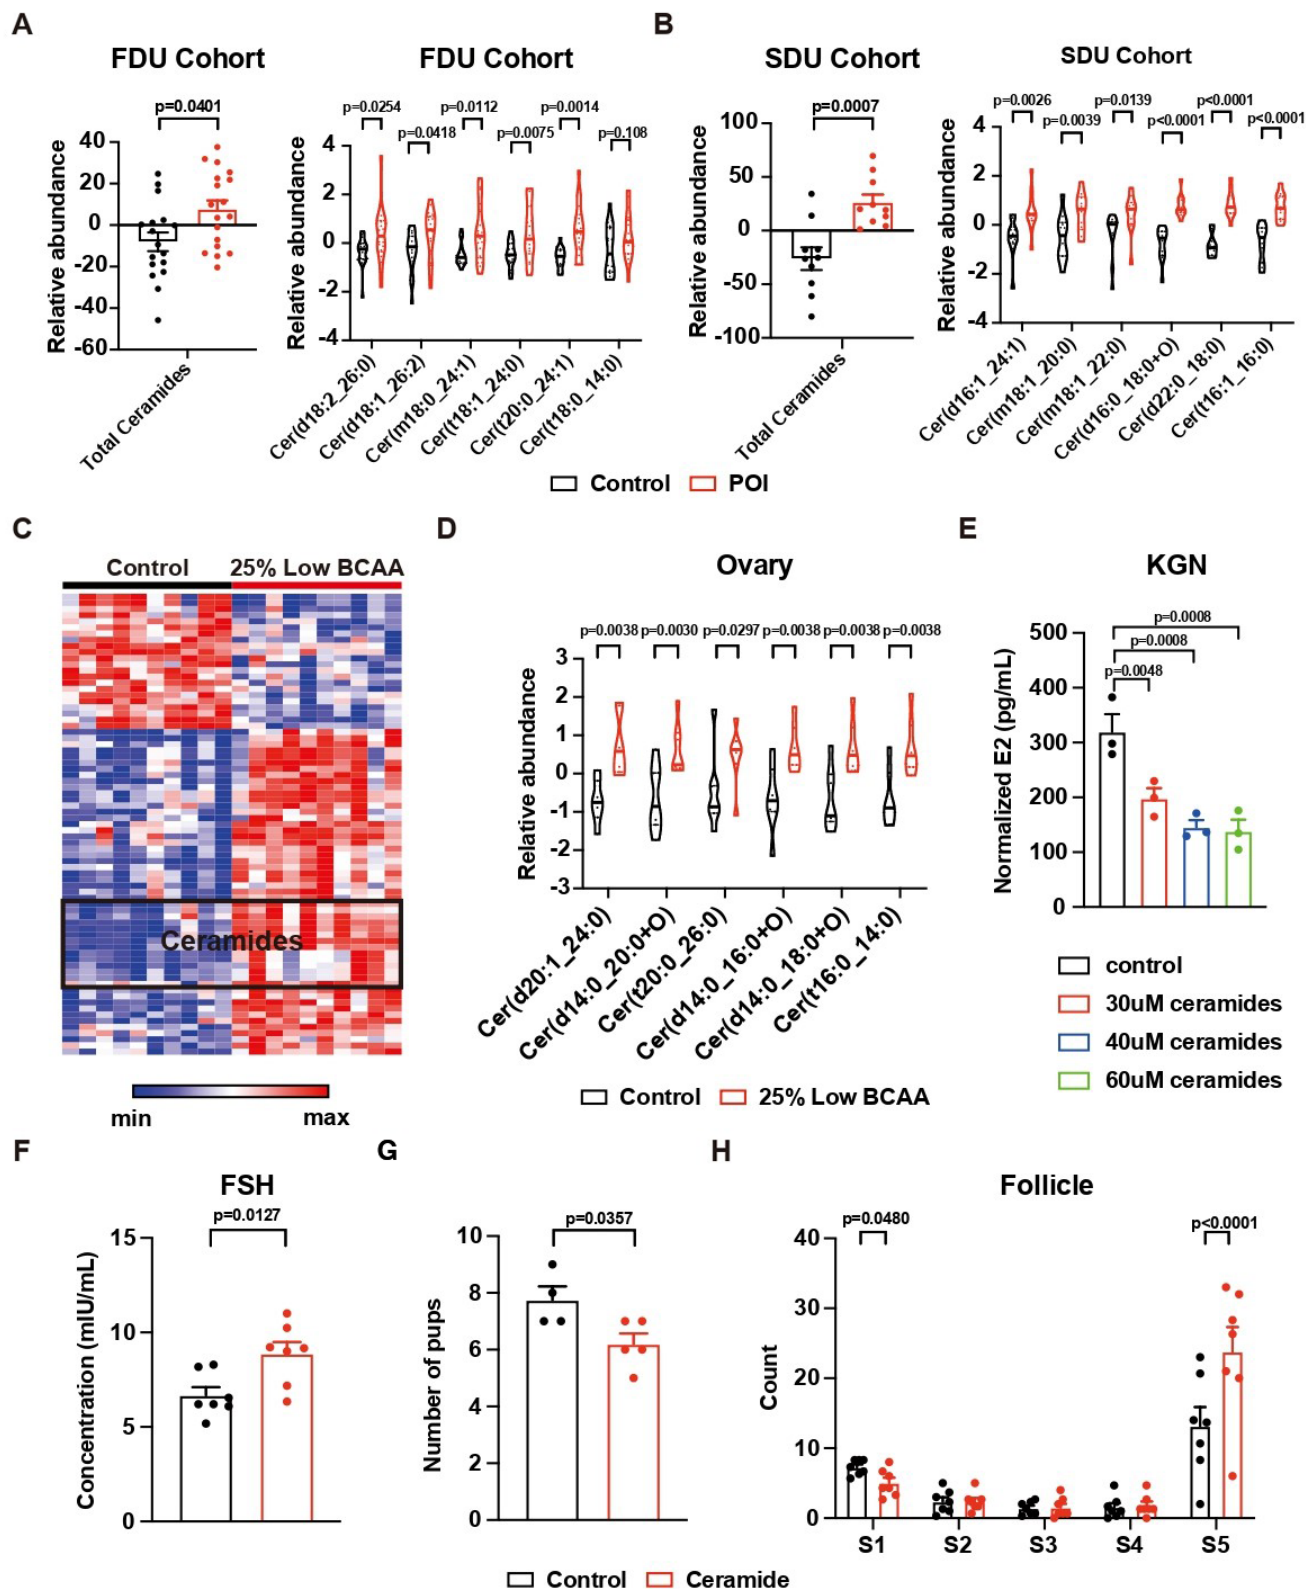 A
B
FDU Cohort
FDU Cohort
SDU Cohort
SDU Cohort
p=0.0401
p=0.0254
p=0.0112
p=0.0014
p=0.0418
p=0.0075
p=0.108
p=0.0007
p=0.0026
p=0.0139
p<0.0001
p=0.0039
p<0.0001
p<0.0001
Relative abundance
40
20
0
-20
-40
-60
Total Ceramides
Relative abundance
4
2
0
-2
-4
Cer(d18:2_26:0)
Cer(d18:1_26:2)
Cer(m18:0_24:1)
Cer(t18:1_24:0)
Cer(t20:0_24:1)
Cer(t18:0_14:0)
Relative abundance
100
50
0
-50
-100
Total Ceramides
Relative abundance
4
2
0
-2
-4
Cer(d16:1_24:1)
Cer(m18:1_20:0)
Cer(m18:1_22:0)
Cer(d16:0_18:0+O)
Cer(d22:0_18:0)
Cer(t16:1_16:0)
Control POI
C
Control 25% Low BCAA
Ceramides
min max
D
Ovary
p=0.0038 p=0.0030 p=0.0297 p=0.0038 p=0.0038 p=0.0038
Relative abundance
3
2
1
0
-1
-2
-3
Cer(d20:1_24:0)
Cer(d14:0_20:0+O)
Cer(t20:0_26:0)
Cer(d14:0_16:0+O)
Cer(d14:0_18:0+O)
Cer(t16:0_14:0)
Control 25% Low BCAA
E
KGN
p=0.0008
p=0.0008
p=0.0048
Normalized E2 (pg/mL)
500
400
300
200
100
0
control
30uM ceramides
40uM ceramides
60uM ceramides
F
FSH
p=0.0127
Concentration (mIU/mL)
15
10
5
0
G
p=0.0357
Number of pups
10
8
6
4
2
0
H
Follicle
p=0.0480
p<0.0001
Count
40
30
20
10
0
S1 S2 S3 S4 S5
Control Ceramide